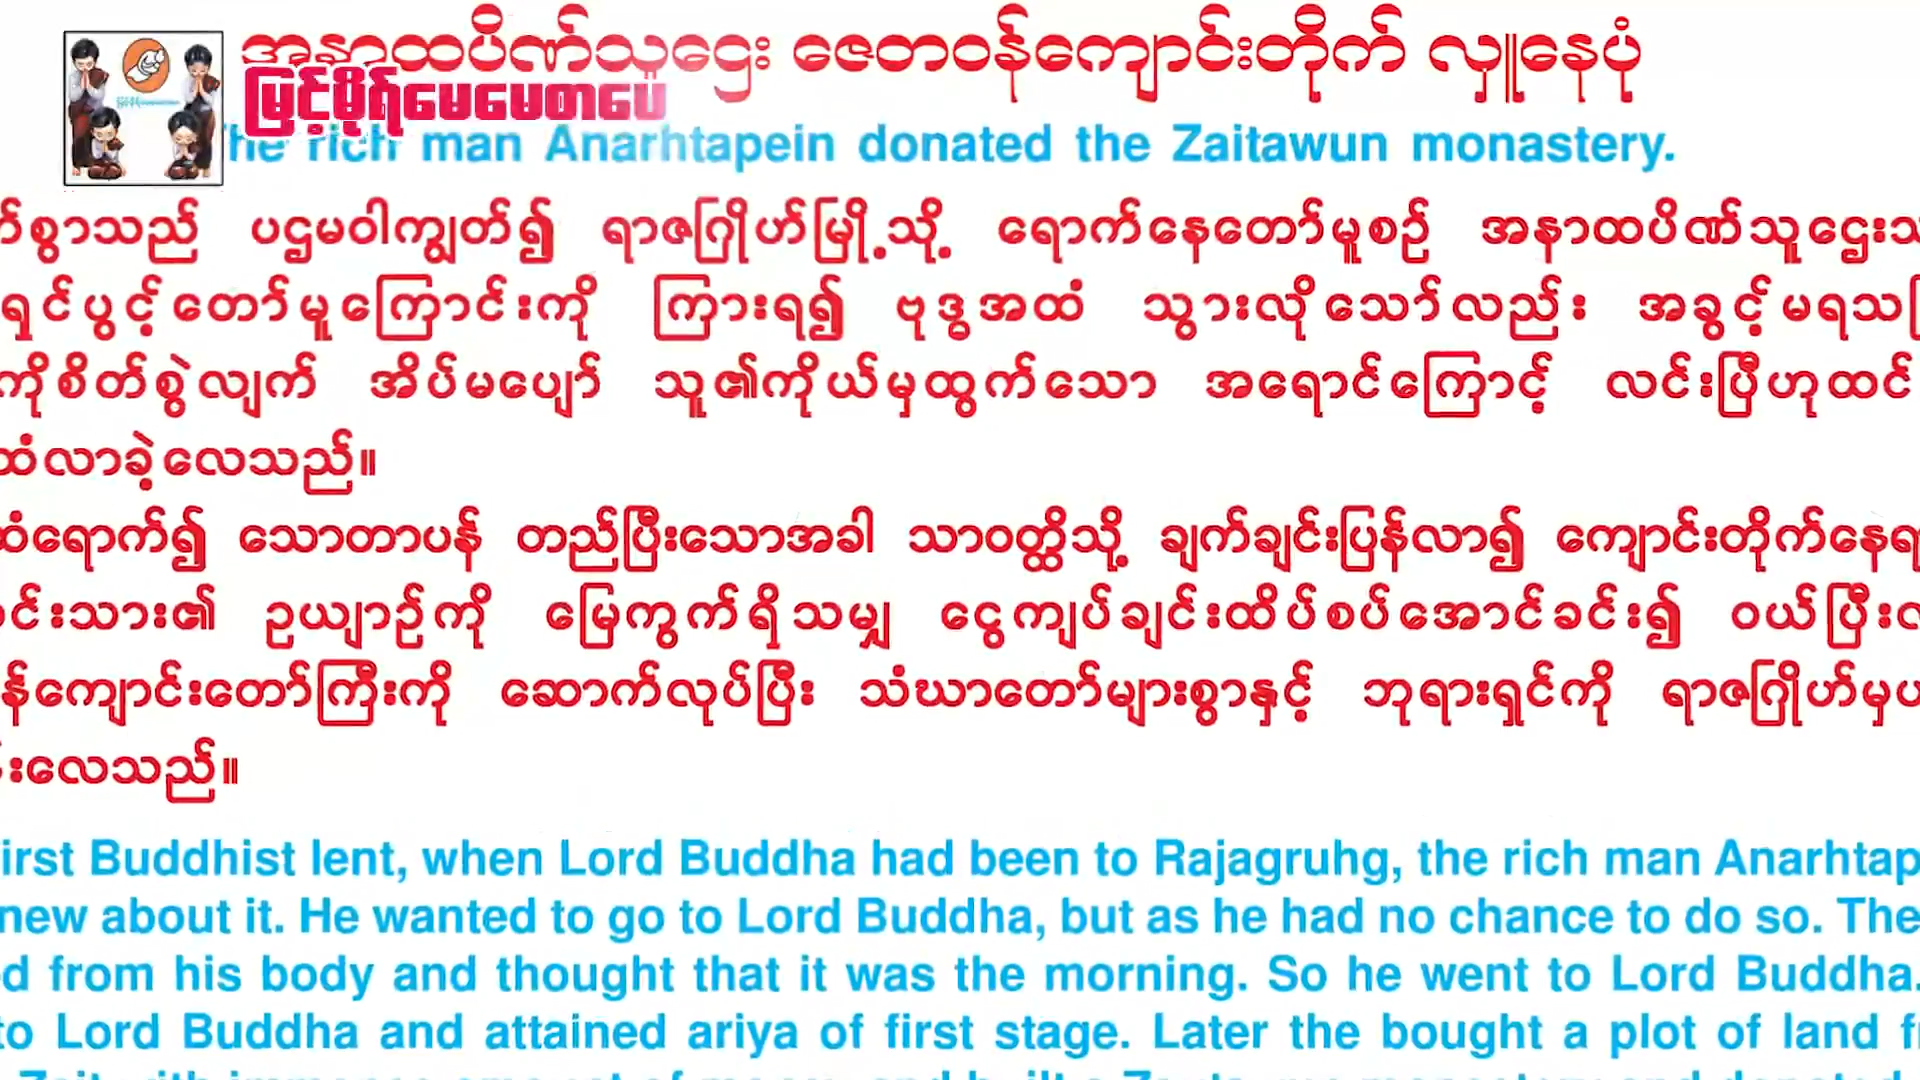 အနာထပိဏ်သူဌေး ဇေတဝန်ကျောင်းတိုက် လှူနေပုံ
မြင့်မိုရ်မေမေစာပေ
The rich man Anarhtapein donated the Zaitawun monastery.
စွာသည် ပဌမဝါကျွတ်၍ ရာဇဂြိုဟ်မြို့သို့ ရောက်နေတော်မူစဉ် အနာထပိဏ်သူဌေး
ရှင်ပွင့်တော်မူကြောင်းကို ကြားရ၍ ဗုဒ္ဓအထံ သွားလိုသော်လည်း အခွင့်မရသ
ကိုစိတ်စွဲလျက် အိပ်မပျော် သူ၏ကိုယ်မှထွက်သော အရောင်ကြောင့် လင်းပြီဟုထင်
ထံလာခဲ့လေသည်။
ထံရောက်၍ သောတာပန် တည်ပြီးသောအခါ သာဝတ္ထိသို့ ချက်ချင်းပြန်လာ၍ ကျောင်းတိုက်နေရာ
င်းသား၏ ဥယျာဉ်ကို မြေကွက်ရှိသမျှ ငွေကျပ်ချင်းထိပ်စပ်အောင်ခင်း၍ ဝယ်ပြီး
န်ကျောင်းတော်ကြီးကို ဆောက်လုပ်ပြီး သံဃာတော်များစွာနှင့် ဘုရားရှင်ကို ရာဇဂြိုဟ်မှ
းလေသည်။
irst Buddhist lent, when Lord Buddha had been to Rajagruhg, the rich man Anarhtap
new about it. He wanted to go to Lord Buddha, but as he had no chance to do so. The
ed from his body and thought that it was the morning. So he went to Lord Buddha.
to Lord Buddha and attained ariya of first stage. Later the bought a plot of land f